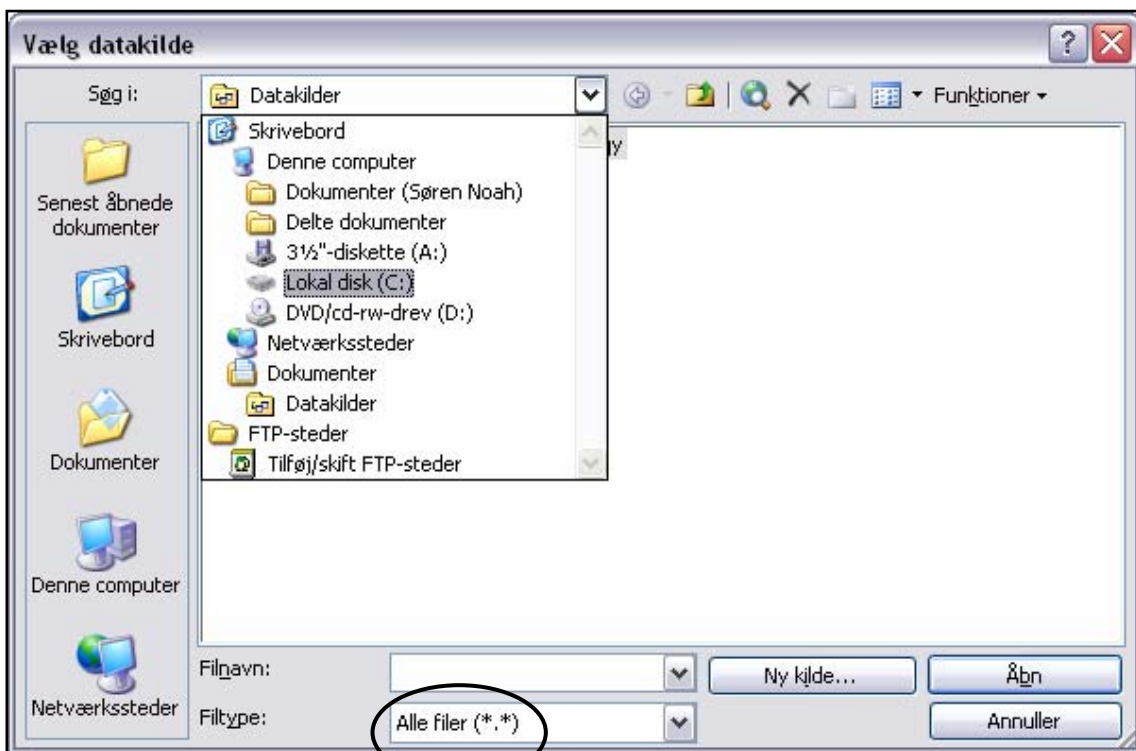 Vælg datakilde
Søg i:
Datakilder
Funktioner
Skrivebord
Denne computer
Dokumenter (Søren Noah)
Delte dokumenter
3½"-diskette (A:)
Lokal disk (C:)
DVD/cd-rw-drev (D:)
Netværkssteder
Dokumenter
Datakilder
FTP-steder
Tilføj/skift FTP-steder
Senest åbnede
dokumenter
Skrivebord
Dokumenter
Denne computer
Netværkssteder
Filnavn:
Ny kilde...
Åbn
Filtype:
Alle filer (*.*)
Annuller